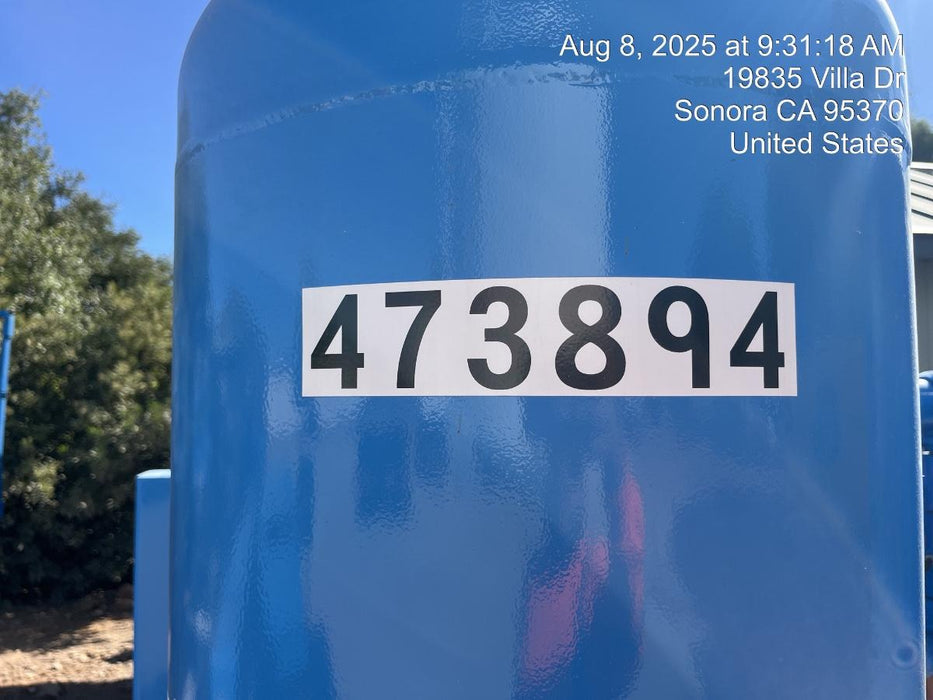 Aug 8, 2025 at 9:31:18 AM
19835 Villa Dr
Sonora CA 95370
United States
473894